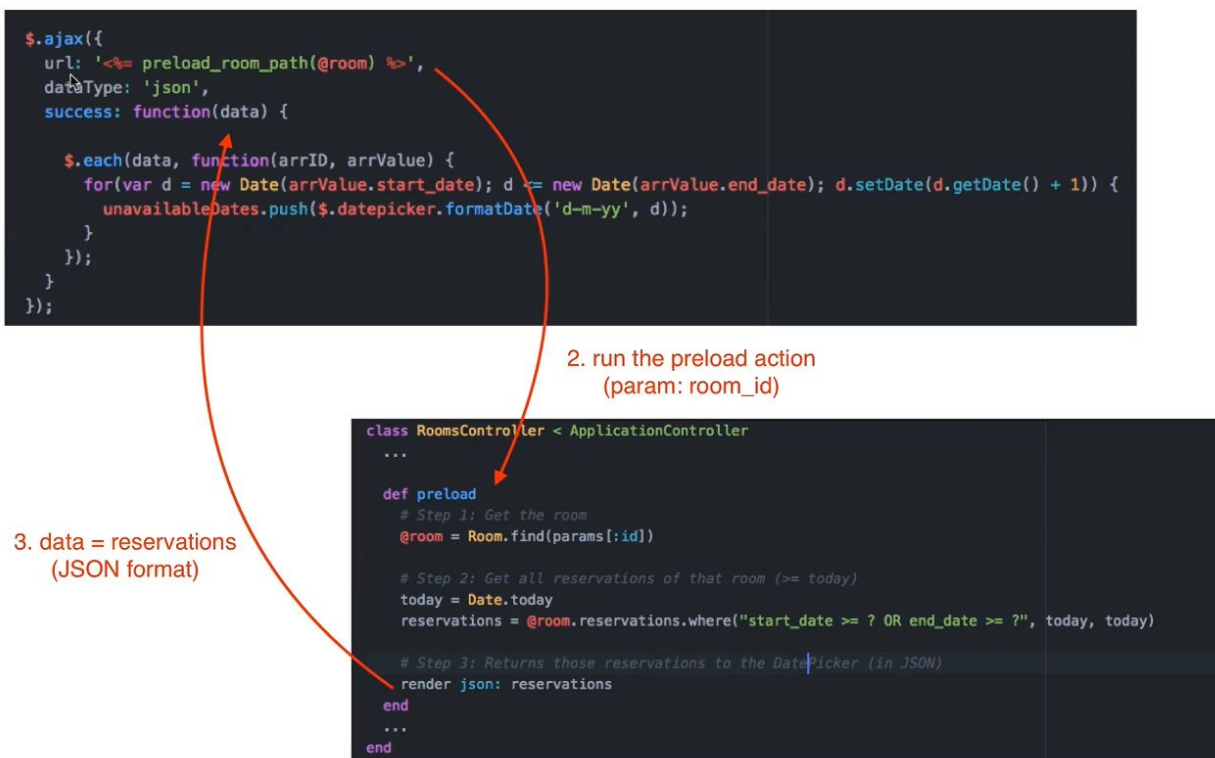 $.ajax({
url: '<%= preload_room_path(@room) %>',
dataType: 'json',
success: function(data) {
$.each(data, function(arrID, arrValue) {
for(var d = new Date(arrValue.start_date); d <= new Date(arrValue.end_date); d.setDate(d.getDate() + 1)) {
unavailableDates.push($.datepicker.formatDate('d-m-yy', d));
}
});
}
});
2. run the preload action
(param: room_id)
class RoomsController < ApplicationController
...
def preload
# Step 1: Get the room
@room = Room.find(params[:id])
# Step 2: Get all reservations of that room (>= today)
today = Date.today
reservations = @room.reservations.where("start_date >= ? OR end_date >= ?", today, today)
# Step 3: Returns those reservations to the DatePicker (in JSON)
render json: reservations
end
...
end
3. data = reservations
(JSON format)